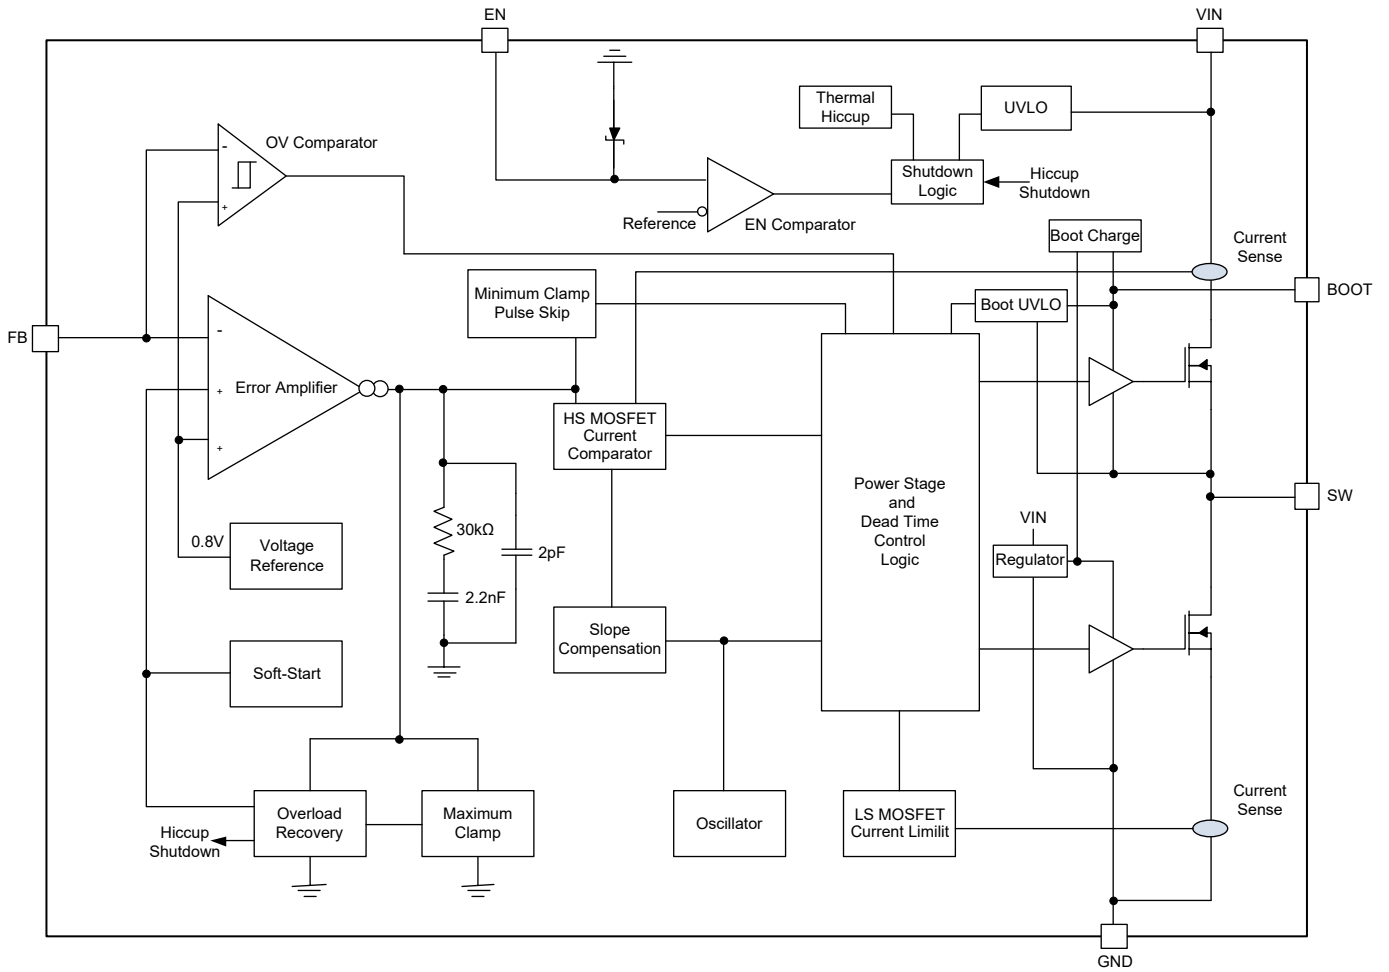 EN
VIN
Thermal
Hiccup
UVLO
OV Comparator
-
+
Shutdown
Logic
Hiccup
Shutdown
Reference
EN Comparator
Boot Charge
Current
Sense
BOOT
Minimum Clamp
Pulse Skip
Boot UVLO
FB
-
Error Amplifier
+
+
HS MOSFET
Current
Comparator
Power Stage
and
Dead Time
Control
Logic
SW
VIN
Regulator
0.8V
Voltage
Reference
30kΩ
2pF
2.2nF
Slope
Compensation
Soft-Start
Overload
Recovery
Maximum
Clamp
Hiccup
Shutdown
Oscillator
LS MOSFET
Current Limilit
Current
Sense
GND